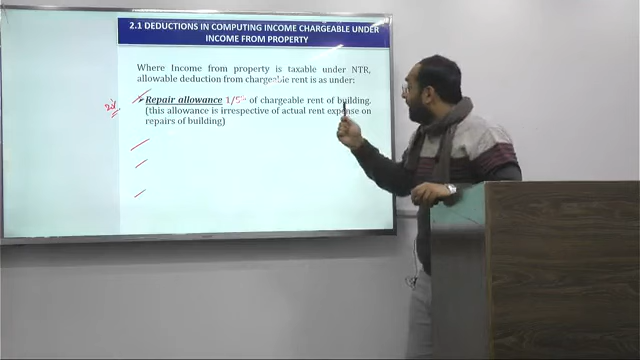 2.1 DEDUCTIONS IN COMPUTING INCOME CHARGEABLE UNDER
INCOME FROM PROPERTY
Where Income from property is taxable under NTR,
allowable deduction from chargeable rent is as under:
Repair allowance 1/5th of chargeable rent of building.
(this allowance is irrespective of actual rent expense on
repairs of building)